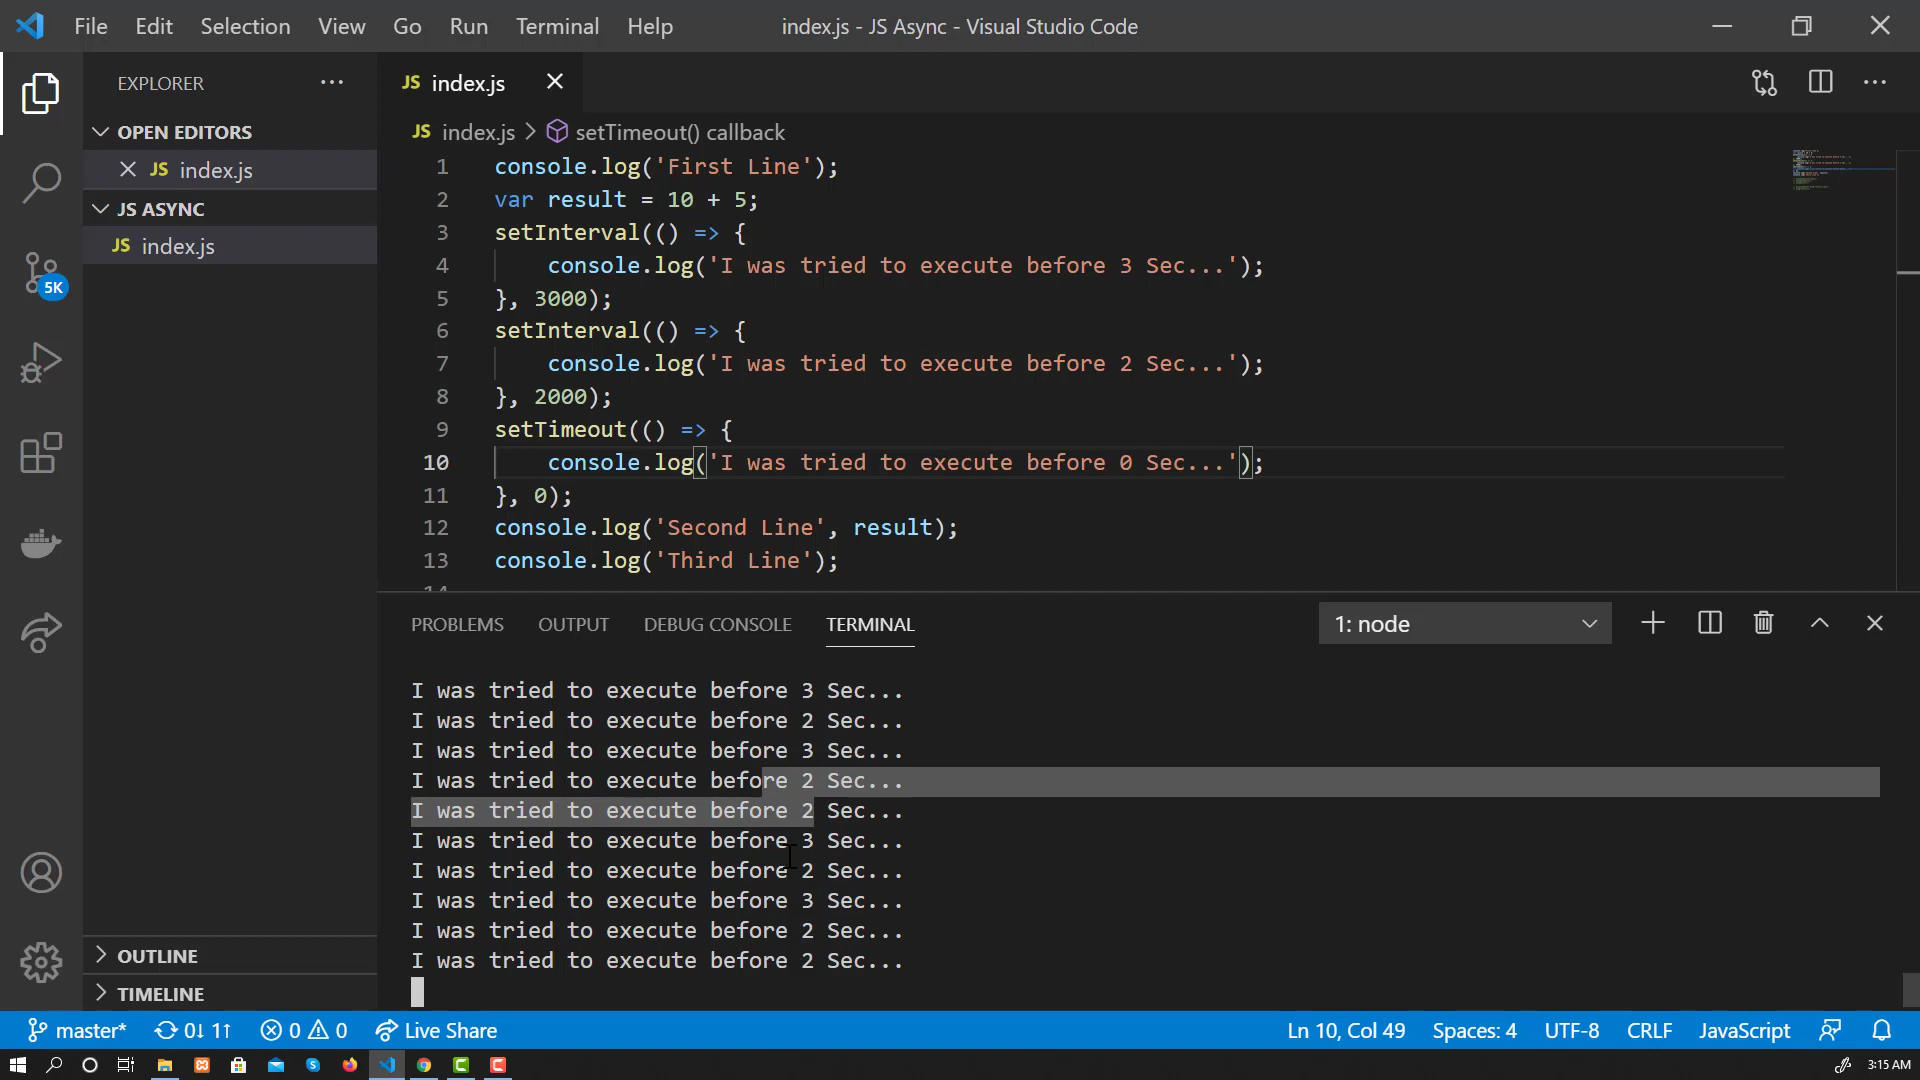 File Edit Selection View Go Run Terminal Help
index.js - JS Async - Visual Studio Code
EXPLORER
OPEN EDITORS
JS index.js
JS ASYNC
JS index.js
5K
OUTLINE
TIMELINE
JS index.js
JS index.js > setTimeout() callback
1 console.log('First Line');
2 var result = 10 + 5;
3 setInterval(() => {
4 console.log('I was tried to execute before 3 Sec...');
5 }, 3000);
6 setInterval(() => {
7 console.log('I was tried to execute before 2 Sec...');
8 }, 2000);
9 setTimeout(() => {
10 console.log('I was tried to execute before 0 Sec...');
11 }, 0);
12 console.log('Second Line', result);
13 console.log('Third Line');
PROBLEMS OUTPUT DEBUG CONSOLE TERMINAL
1: node
I was tried to execute before 3 Sec...
I was tried to execute before 2 Sec...
I was tried to execute before 3 Sec...
I was tried to execute before 2 Sec...
I was tried to execute before 2 Sec...
I was tried to execute before 3 Sec...
I was tried to execute before 2 Sec...
I was tried to execute before 3 Sec...
I was tried to execute before 2 Sec...
I was tried to execute before 2 Sec...
master* 0↓ 1↑ 0 0 Live Share
Ln 10, Col 49 Spaces: 4 UTF-8 CRLF JavaScript
3:15 AM